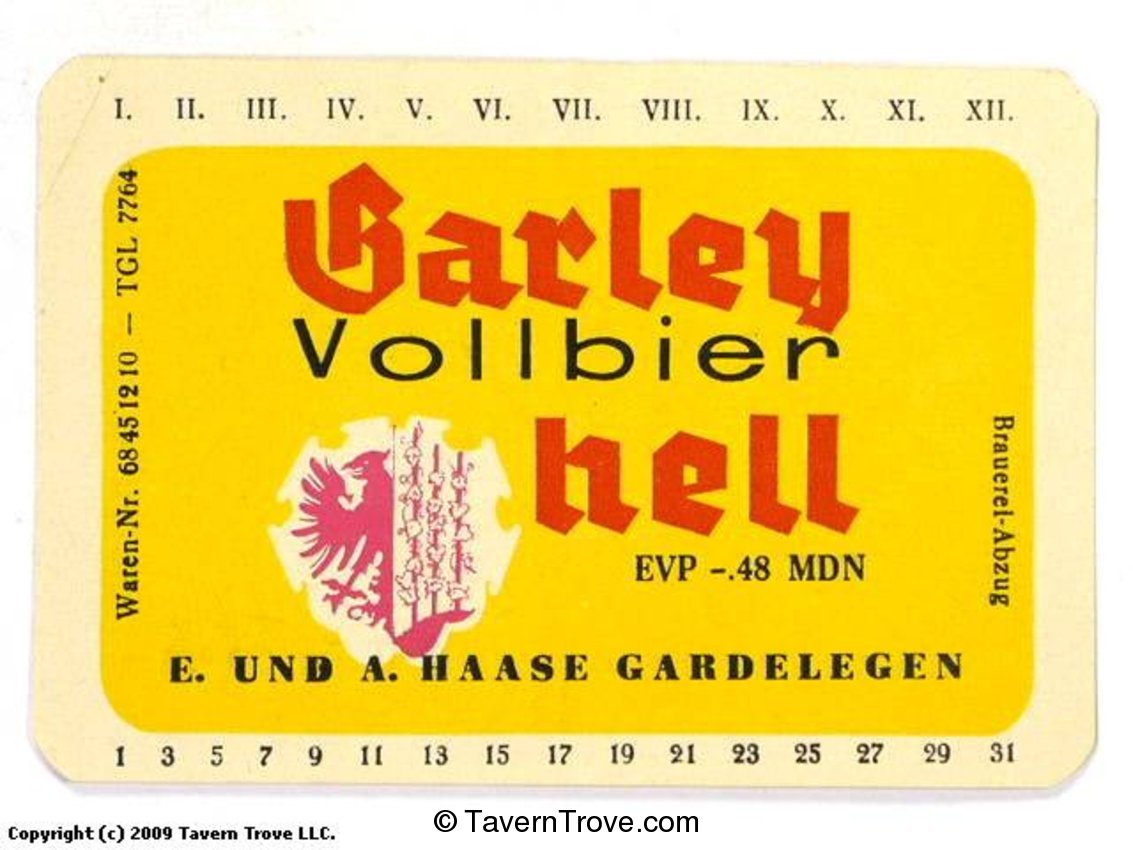 I. II. III. IV. V. VI. VII. VIII. IX. X. XI. XII.
Waren-Nr. 68 45 12 10 — TGL 7764
Garley
Vollbier
hell
EVP -.48 MDN
Brauerei-Abzug
E. UND A. HAASE GARDELEGEN
1 3 5 7 9 11 13 15 17 19 21 23 25 27 29 31
Copyright (c) 2009 Tavern Trove LLC.
© TavernTrove.com